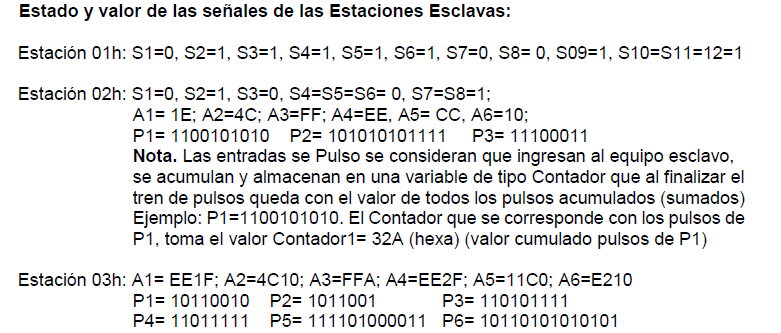 Estado y valor de las señales de las Estaciones Esclavas:
Estación 01h: S1=0, S2=1, S3=1, S4=1, S5=1, S6=1, S7=0, S8= 0, S09=1, S10=S11=12=1
Estación 02h: S1=0, S2=1, S3=0, S4=S5=S6= 0, S7=S8=1;
A1= 1E; A2=4C; A3=FF; A4=EE, A5= CC, A6=10;
P1= 1100101010 P2= 101010101111 P3= 11100011
Nota. Las entradas se Pulso se consideran que ingresan al equipo esclavo,
se acumulan y almacenan en una variable de tipo Contador que al finalizar el
tren de pulsos queda con el valor de todos los pulsos acumulados (sumados)
Ejemplo: P1=1100101010. El Contador que se corresponde con los pulsos de
P1, toma el valor Contador1= 32A (hexa) (valor cumulado pulsos de P1)
Estación 03h: A1= EE1F; A2=4C10; A3=FFA; A4=EE2F; A5=11C0; A6=E210
P1= 10110010 P2= 1011001 P3= 110101111
P4= 11011111 P5= 111101000011 P6= 10110101010101